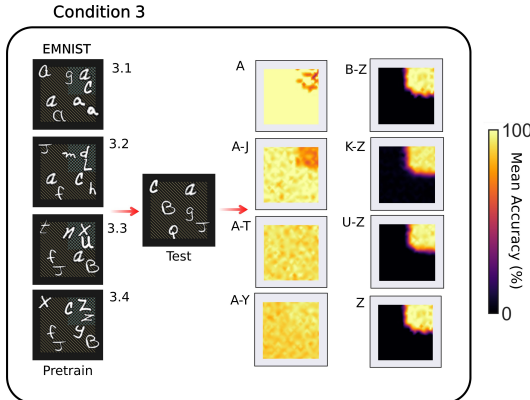 Condition 3
EMNIST
3.1
3.2
3.3
3.4
Pretrain
Test
A
B-Z
A-J
K-Z
A-T
U-Z
A-Y
Z
100
0
Mean Accuracy (%)
a g a
c
a a
a a
J m q L
a c
f h
t n x
u
f a
J B
x c z
z
f y
J B
c a
B g
Q J